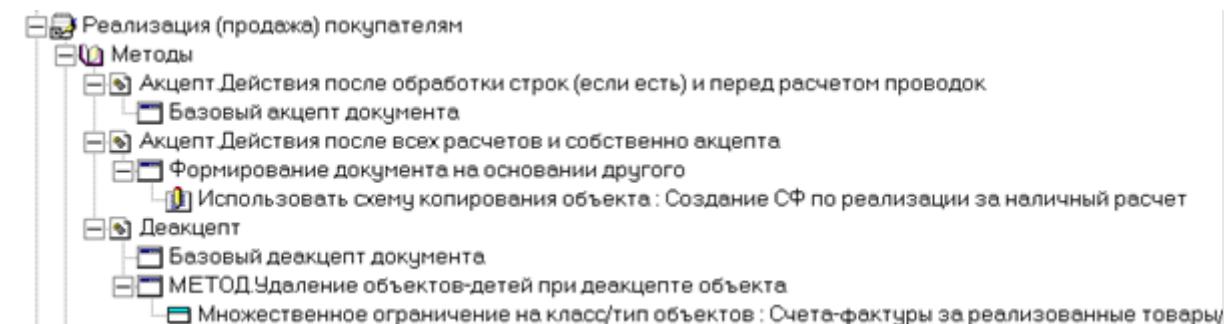 Реализация (продажа) покупателям
Методы
Акцепт.Действия после обработки строк (если есть) и перед расчетом проводок
Базовый акцепт документа
Акцепт.Действия после всех расчетов и собственно акцепта
Формирование документа на основании другого
Использовать схему копирования объекта : Создание СФ по реализации за наличный расчет
Деакцепт
Базовый деакцепт документа
МЕТОД.Удаление объектов-детей при деакцепте объекта
Множественное ограничение на класс/тип объектов : Счета-фактуры за реализованные товары/